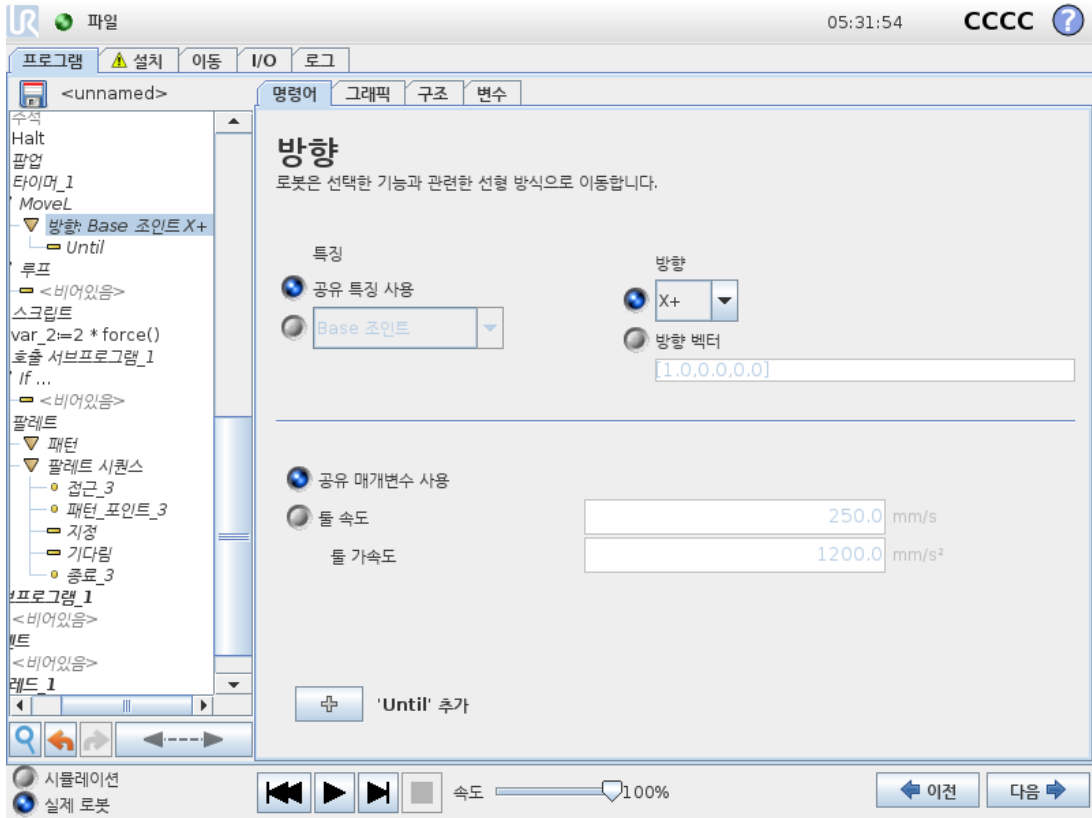 UR 파일 05:31:54 CCCC ?
프로그램 설치 이동 I/O 로그
<unnamed>
명령어 그래픽 구조 변수
주석
Halt
팝업
타이머_1
MoveL
방향: Base 조인트 X+
Until
루프
<비어있음>
스크립트
var_2:=2 * force()
호출 서브프로그램_1
If ...
<비어있음>
팔레트
패턴
팔레트 시퀀스
접근_3
패턴_포인트_3
지정
기다림
종료_3
브프로그램_1
<비어있음>
벤트
<비어있음>
레드_1
방향
로봇은 선택한 기능과 관련한 선형 방식으로 이동합니다.
특징
공유 특징 사용
Base 조인트
방향
X+
방향 벡터
[1.0,0.0,0.0]
공유 매개변수 사용
툴 속도 250.0 mm/s
툴 가속도 1200.0 mm/s²
'Until' 추가
시뮬레이션
실제 로봇
속도 100%
이전 다음